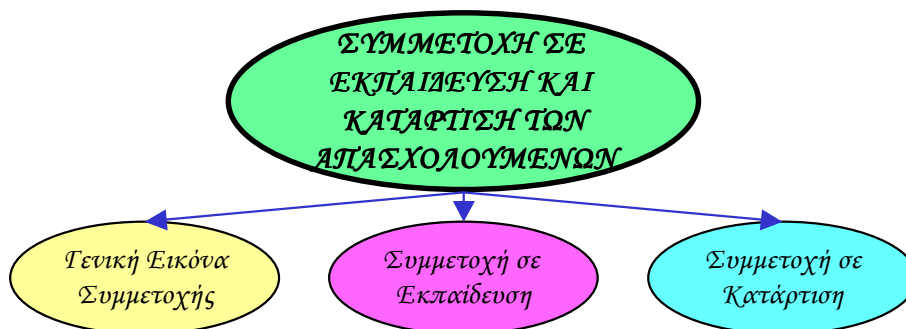 ΣΥΜΜΕΤΟΧΗ ΣΕ
ΕΚΠΑΙΔΕΥΣΗ ΚΑΙ
ΚΑΤΑΡΤΙΣΗ ΤΩΝ
ΑΠΑΣΧΟΛΟΥΜΕΝΩΝ
Γενική Εικόνα
Συμμετοχής
Συμμετοχή σε
Εκπαίδευση
Συμμετοχή σε
Κατάρτιση